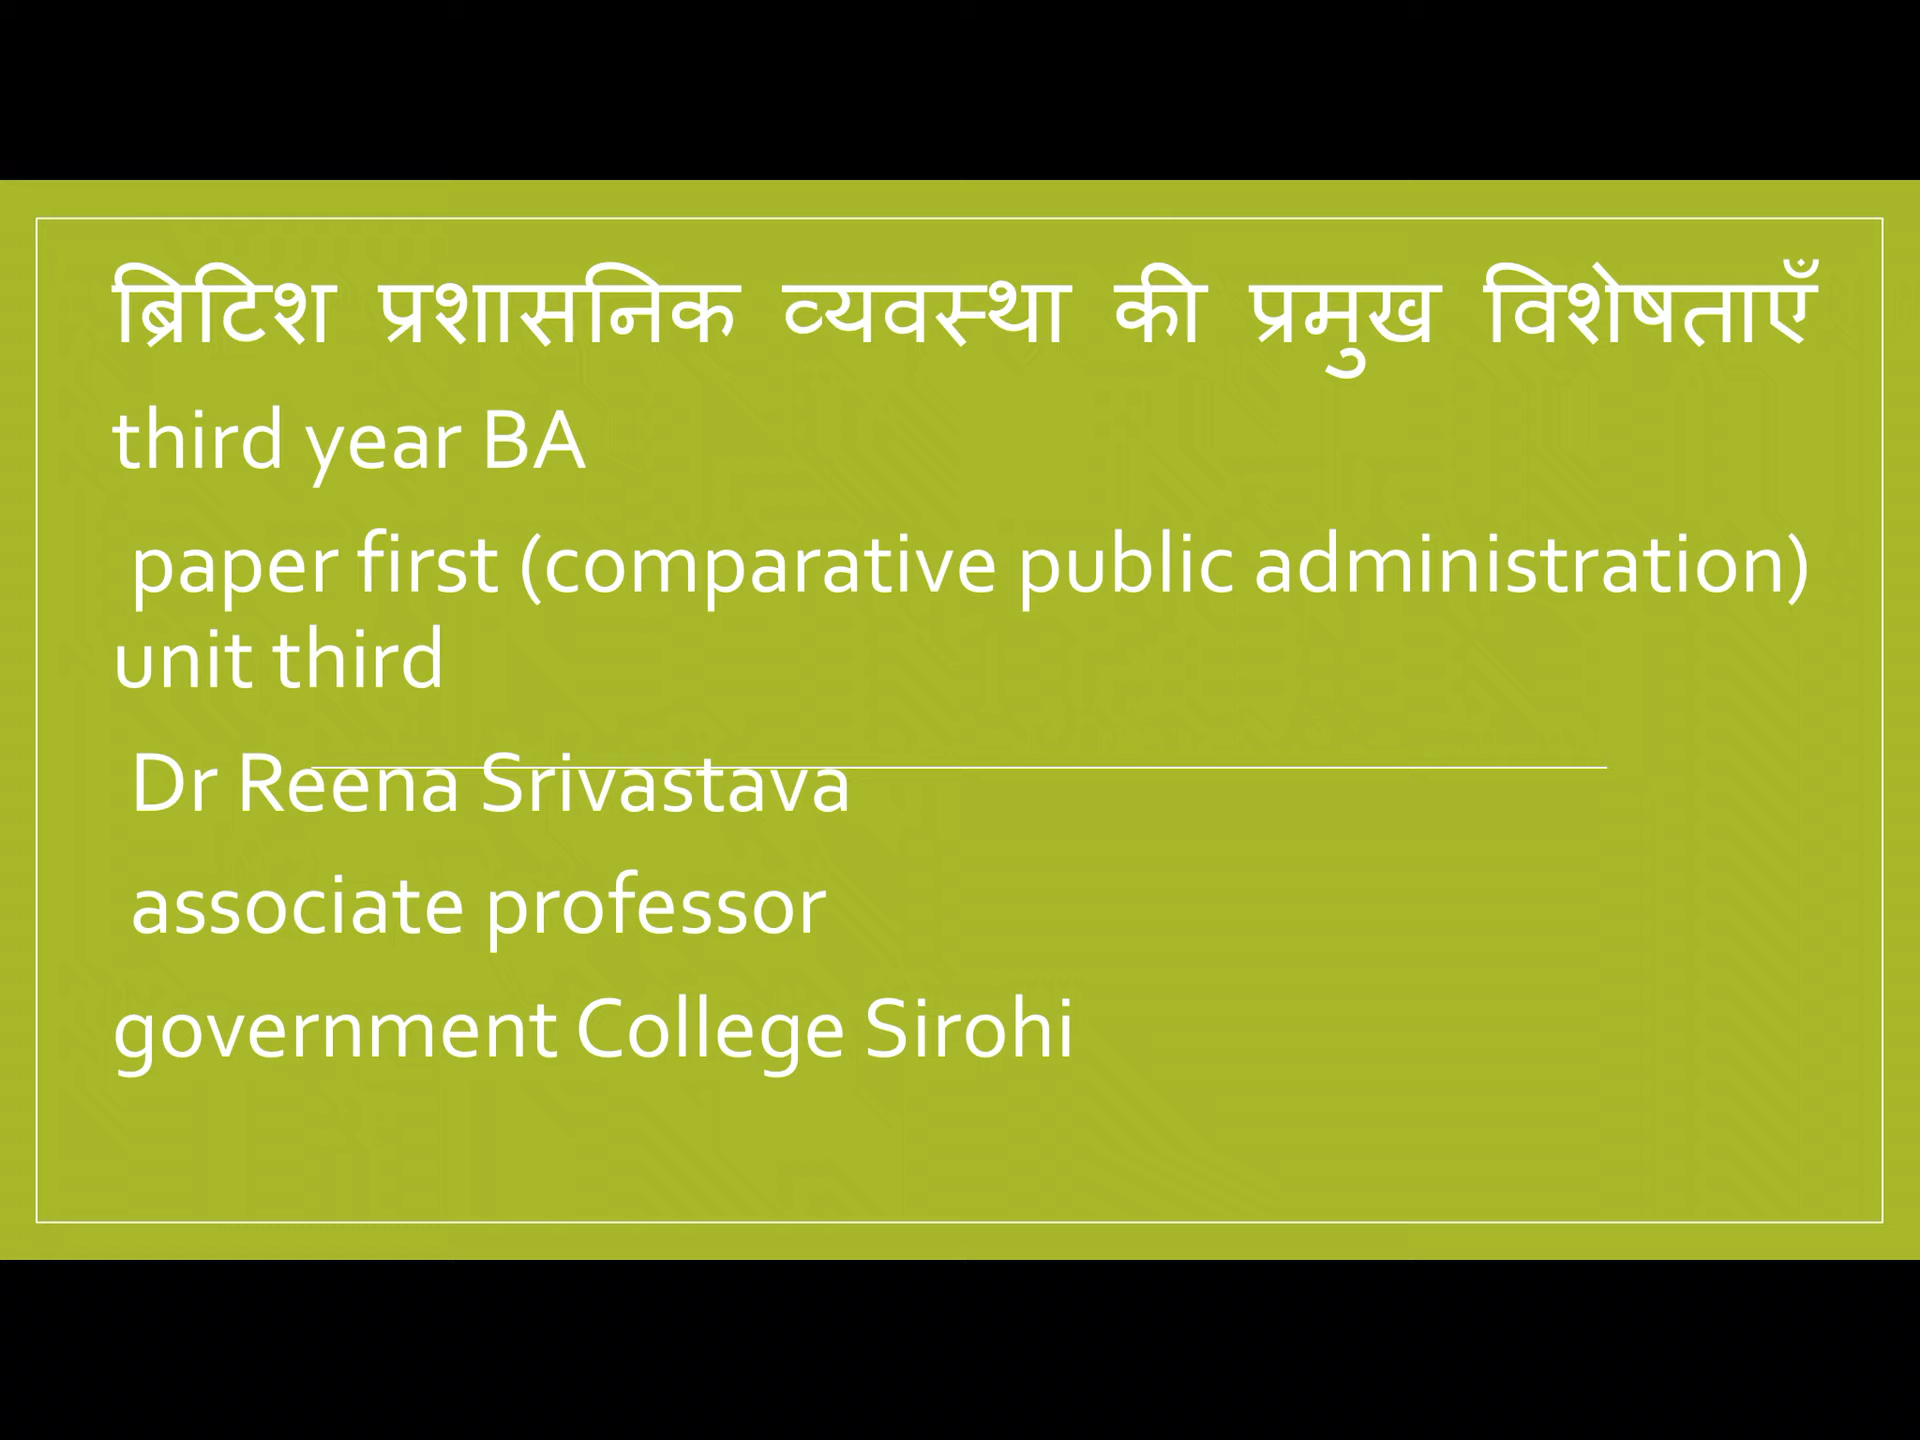 ब्रिटिश प्रशासनिक व्यवस्था की प्रमुख विशेषताएँ
third year BA
paper first (comparative public administration)
unit third
Dr Reena Srivastava
associate professor
government College Sirohi